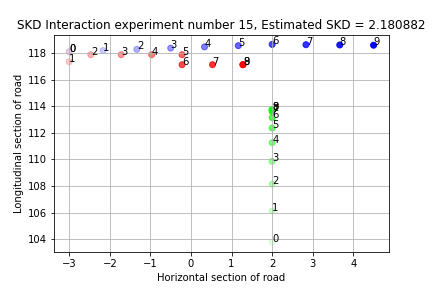 SKD Interaction experiment number 15, Estimated SKD = 2.180882
Longitudinal section of road
118
116
114
112
110
108
106
104
0 1 2 3 4 5 6 7 8 9
0 1 2 3 4 5
6 7 8
6
5
4
3
2
1
0
−3 −2 −1 0 1 2 3 4
Horizontal section of road